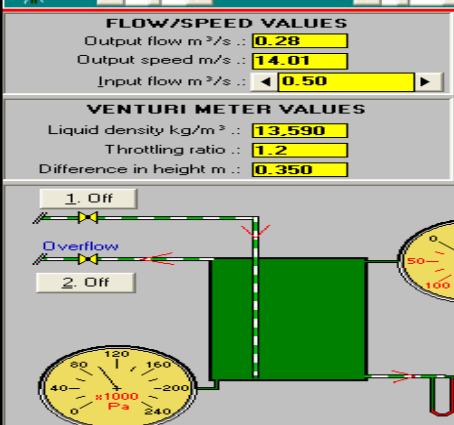 FLOW/SPEED VALUES
Output flow m³/s .: 0.28
Output speed m/s .: 14.01
Input flow m³/s .: 0.50
VENTURI METER VALUES
Liquid density kg/m³ .: 13,590
Throttling ratio .: 1.2
Difference in height m .: 0.350
1. Off
Overflow
2. Off
0
50
100
120
80 160
40 200
x1000
Pa
0 240